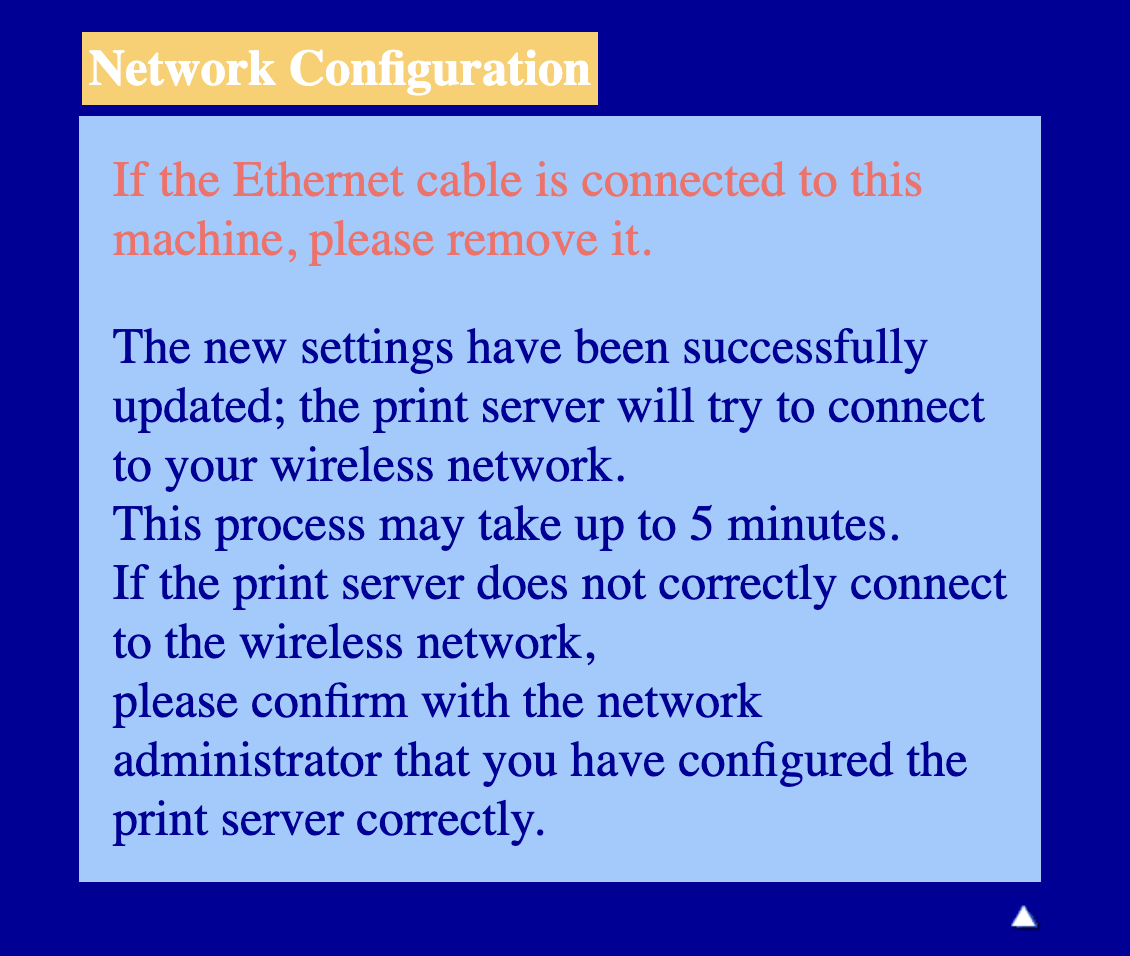 Network Configuration
If the Ethernet cable is connected to this
machine, please remove it.
The new settings have been successfully
updated; the print server will try to connect
to your wireless network.
This process may take up to 5 minutes.
If the print server does not correctly connect
to the wireless network,
please confirm with the network
administrator that you have configured the
print server correctly.